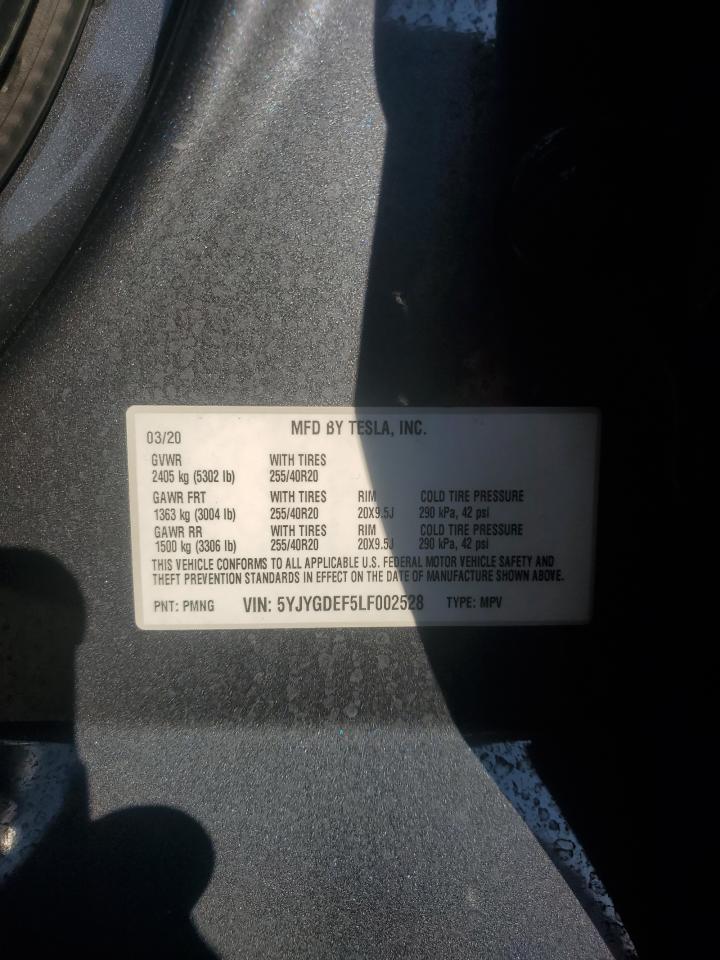 MFD BY TESLA, INC.
03/20
GVWR WITH TIRES
2405 kg (5302 lb) 255/40R20
GAWR FRT WITH TIRES RIM COLD TIRE PRESSURE
1363 kg (3004 lb) 255/40R20 20X9.5J 290 kPa, 42 psi
GAWR RR WITH TIRES RIM COLD TIRE PRESSURE
1500 kg (3306 lb) 255/40R20 20X9.5J 290 kPa, 42 psi
THIS VEHICLE CONFORMS TO ALL APPLICABLE U.S. FEDERAL MOTOR VEHICLE SAFETY AND
THEFT PREVENTION STANDARDS IN EFFECT ON THE DATE OF MANUFACTURE SHOWN ABOVE.
PNT: PMNG VIN: 5YJYGDEF5LF002528 TYPE: MPV